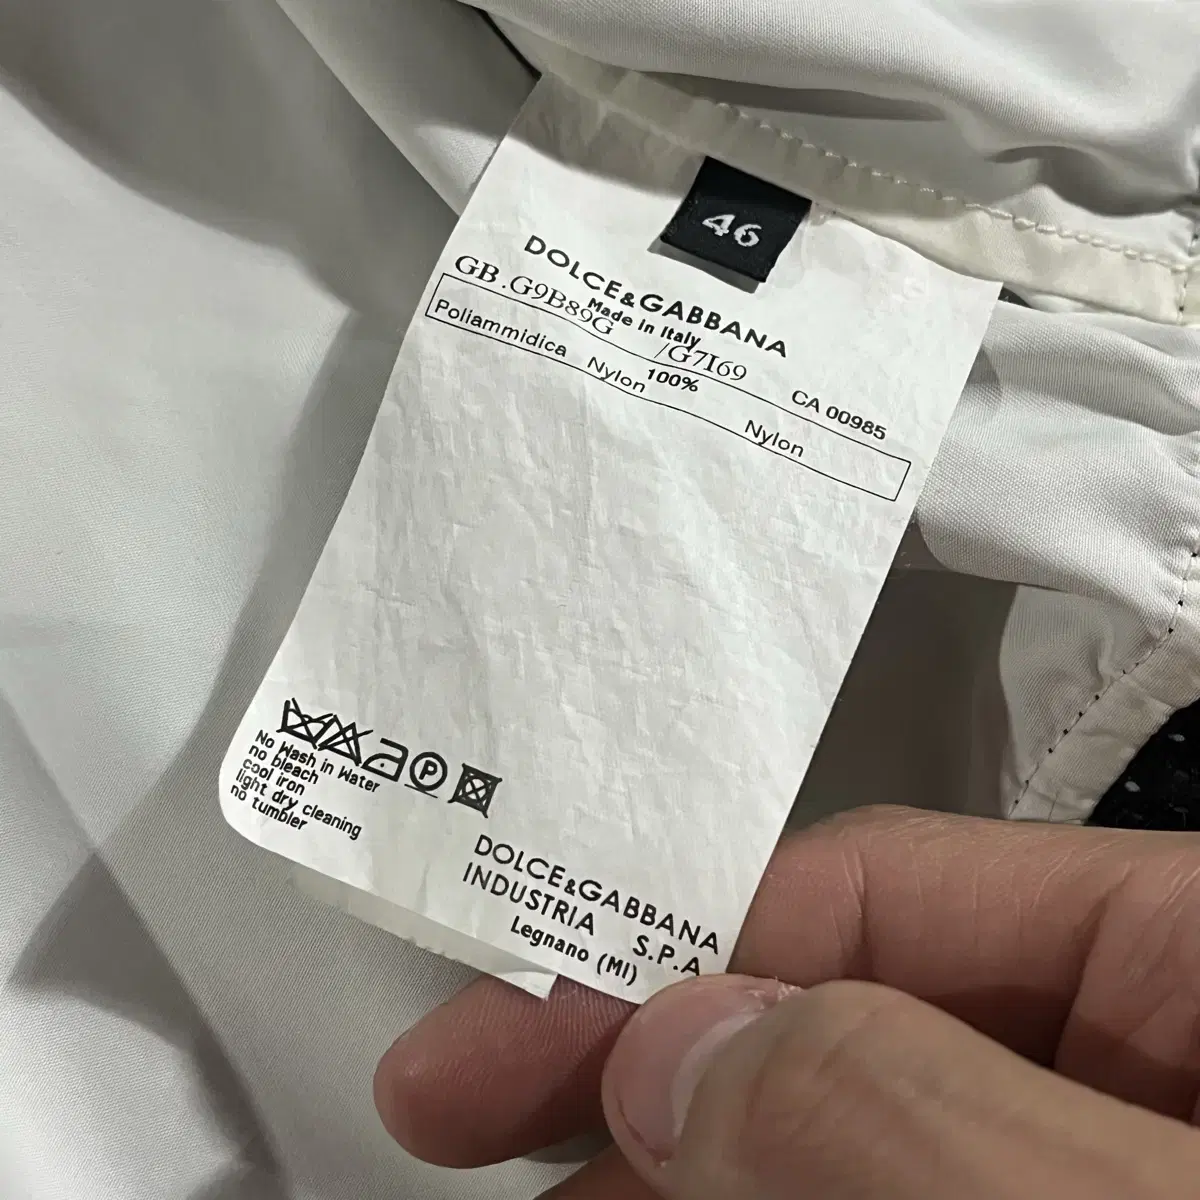 46
DOLCE&GABBANA
Made in Italy
GB.G9B89G /G7I69
CA 00985
Poliammidica Nylon 100% Nylon
P
No Wash in Water
no bleach
cool iron
light dry cleaning
no tumbler
DOLCE&GABBANA
INDUSTRIA S.P.A
Legnano (MI)